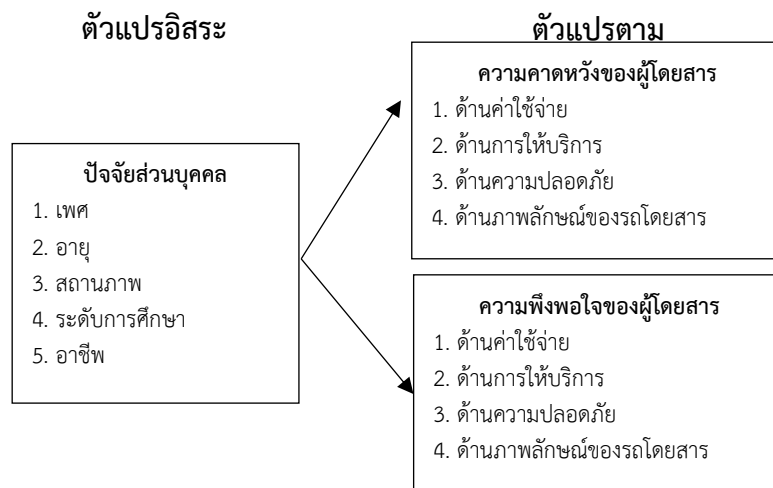 ตัวแปรอิสระ
ปัจจัยส่วนบุคคล
1. เพศ
2. อายุ
3. สถานภาพ
4. ระดับการศึกษา
5. อาชีพ
ตัวแปรตาม
ความคาดหวังของผู้โดยสาร
1. ด้านค่าใช้จ่าย
2. ด้านการให้บริการ
3. ด้านความปลอดภัย
4. ด้านภาพลักษณ์ของรถโดยสาร
ความพึงพอใจของผู้โดยสาร
1. ด้านค่าใช้จ่าย
2. ด้านการให้บริการ
3. ด้านความปลอดภัย
4. ด้านภาพลักษณ์ของรถโดยสาร